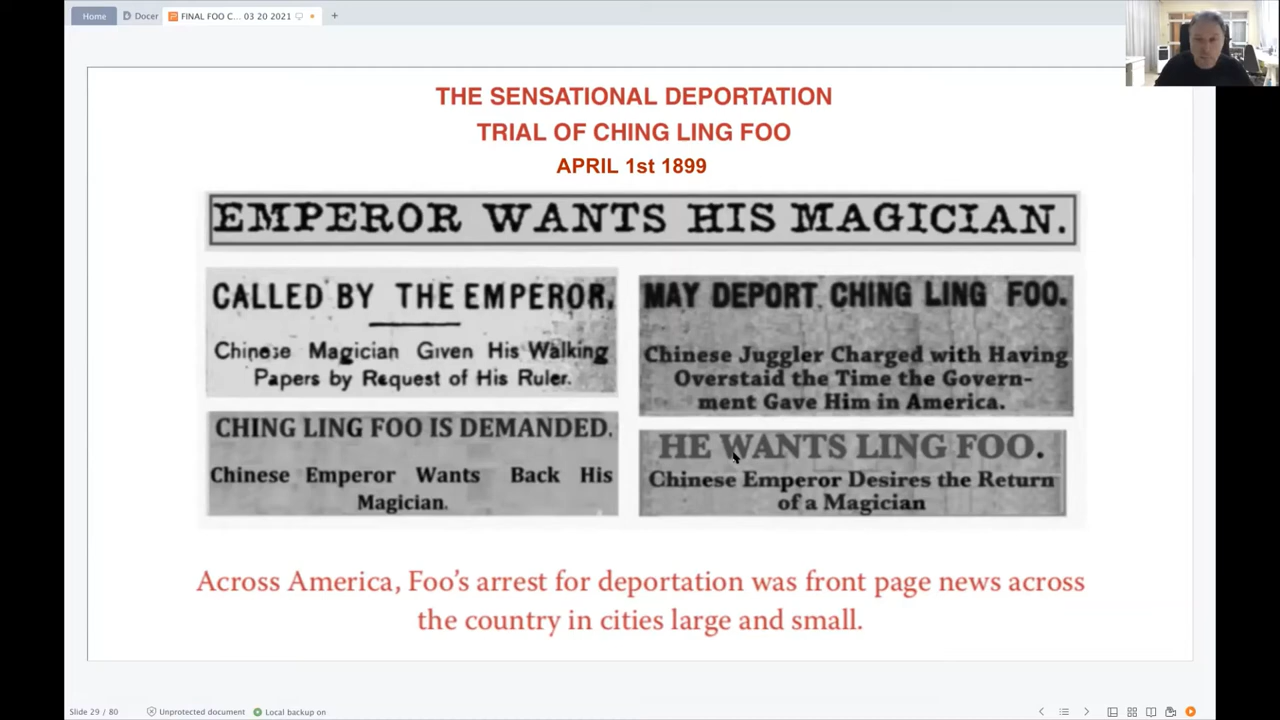 Home
Docer
FINAL FOO C... 03 20 2021
THE SENSATIONAL DEPORTATION
TRIAL OF CHING LING FOO
APRIL 1st 1899
EMPEROR WANTS HIS MAGICIAN.
CALLED BY THE EMPEROR.
Chinese Magician Given His Walking
Papers by Request of His Ruler.
CHING LING FOO IS DEMANDED.
Chinese Emperor Wants Back His
Magician.
MAY DEPORT CHING LING FOO.
Chinese Juggler Charged with Having
Overstaid the Time the Govern-
ment Gave Him in America.
HE WANTS LING FOO.
Chinese Emperor Desires the Return
of a Magician
Across America, Foo's arrest for deportation was front page news across
the country in cities large and small.
Slide 29 / 80
Unprotected document
Local backup on